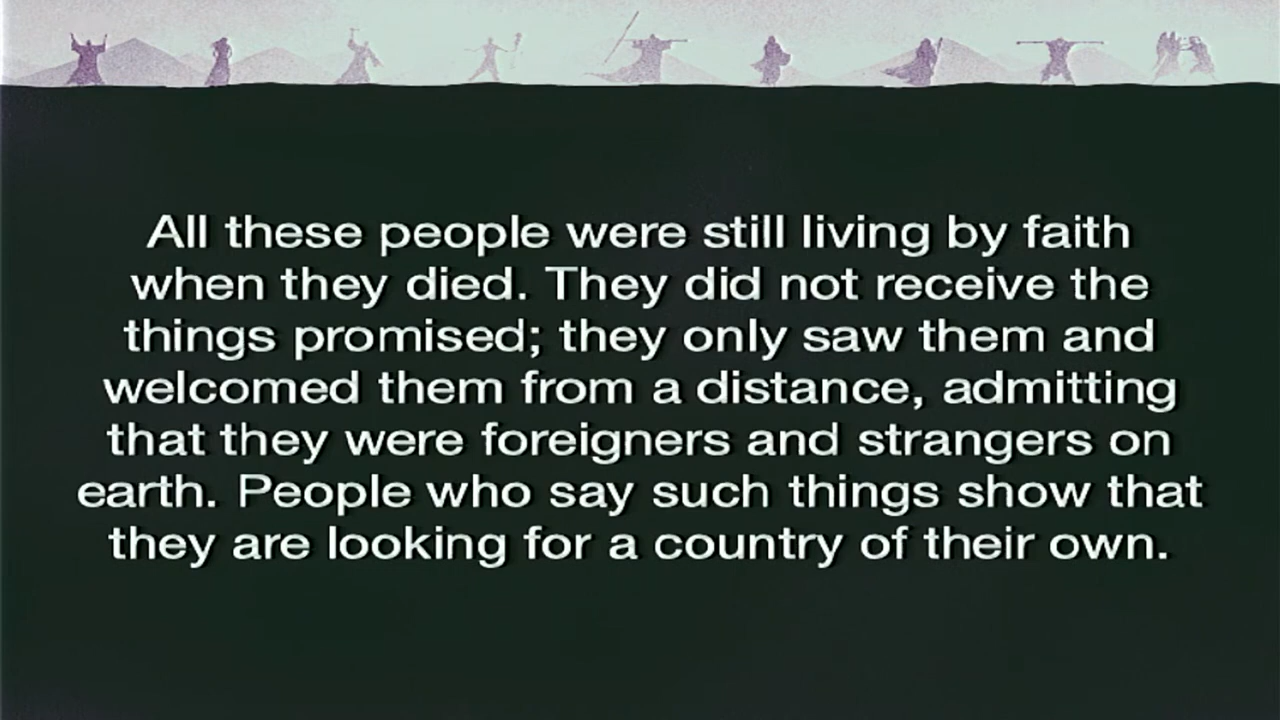 All these people were still living by faith
when they died. They did not receive the
things promised; they only saw them and
welcomed them from a distance, admitting
that they were foreigners and strangers on
earth. People who say such things show that
they are looking for a country of their own.